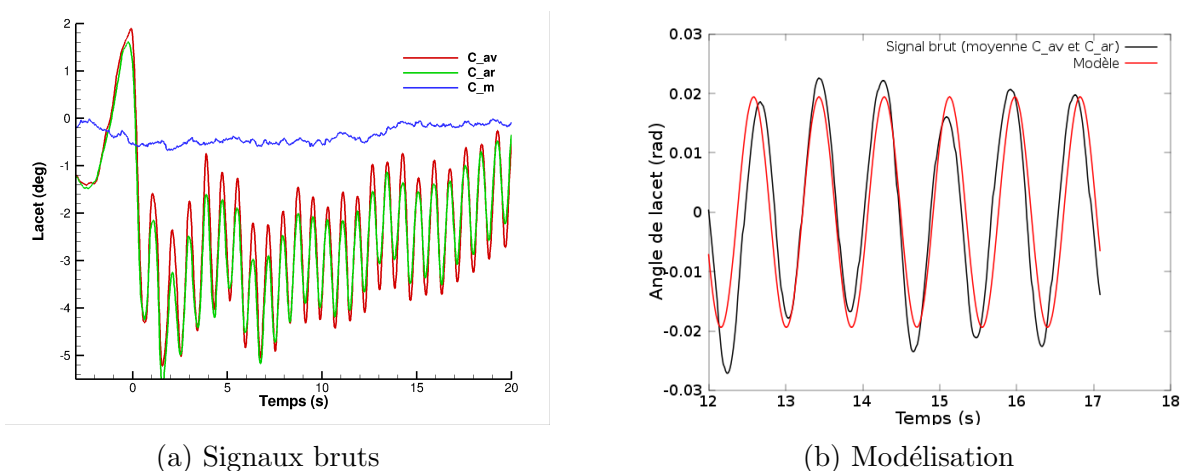 2
1
0
-1
-2
-3
-4
-5
Lacet (deg)
C_av
C_ar
C_m
0
5
10
15
20
Temps (s)
(a) Signaux bruts
0.03
0.02
0.01
0
-0.01
-0.02
-0.03
Angle de lacet (rad)
Signal brut (moyenne C_av et C_ar)
Modèle
12
13
14
15
16
17
18
Temps (s)
(b) Modélisation